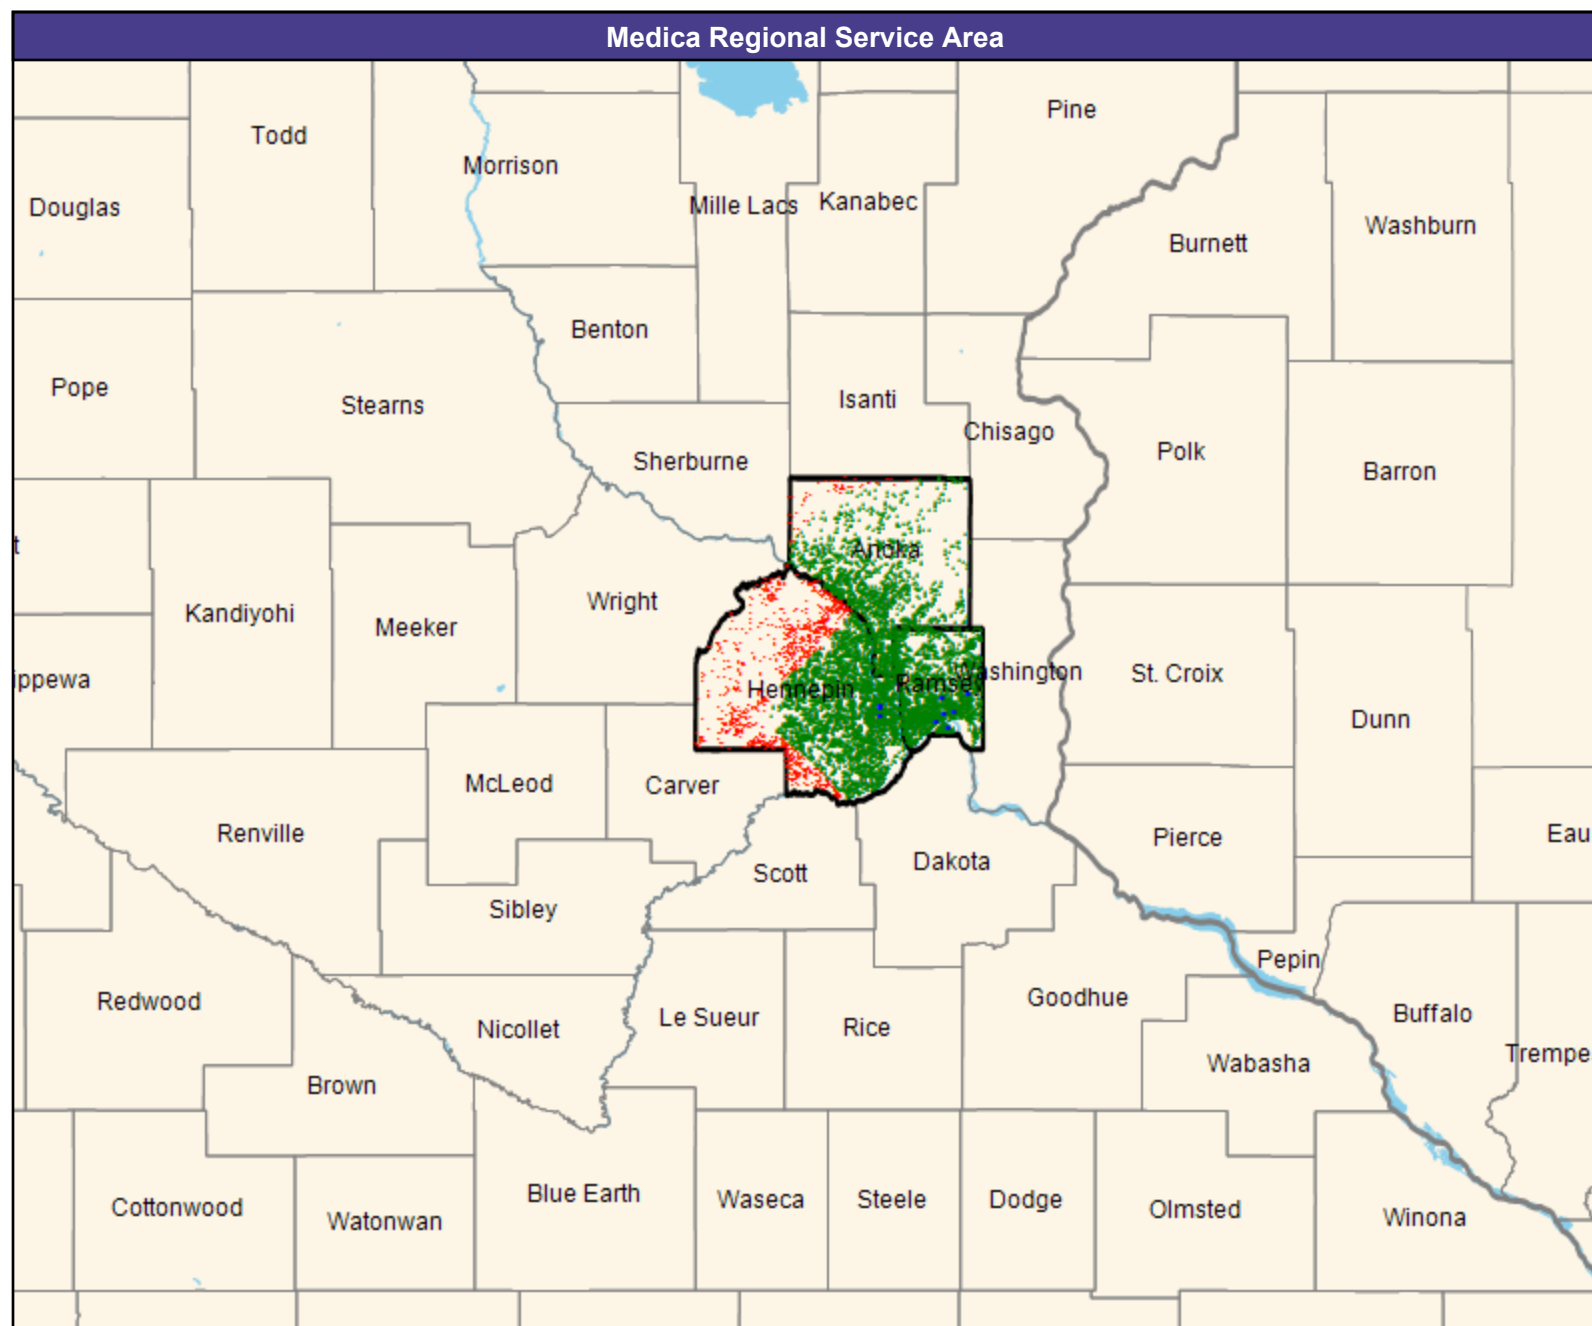 Medica Regional Service Area
Pine
Todd
Morrison
Douglas
Mille Lacs
Kanabec
Washburn
Burnett
Benton
Pope
Isanti
Stearns
Chisago
Polk
Sherburne
Barron
t
Anoka
Wright
Kandiyohi
Meeker
ippewa
Hennepin
Ramsey
Washington
St. Croix
Dunn
McLeod
Carver
Renville
Pierce
Eau
Scott
Dakota
Sibley
Pepin
Redwood
Goodhue
Nicollet
Le Sueur
Rice
Buffalo
Trempe
Wabasha
Brown
Cottonwood
Watonwan
Blue Earth
Waseca
Steele
Dodge
Olmsted
Winona